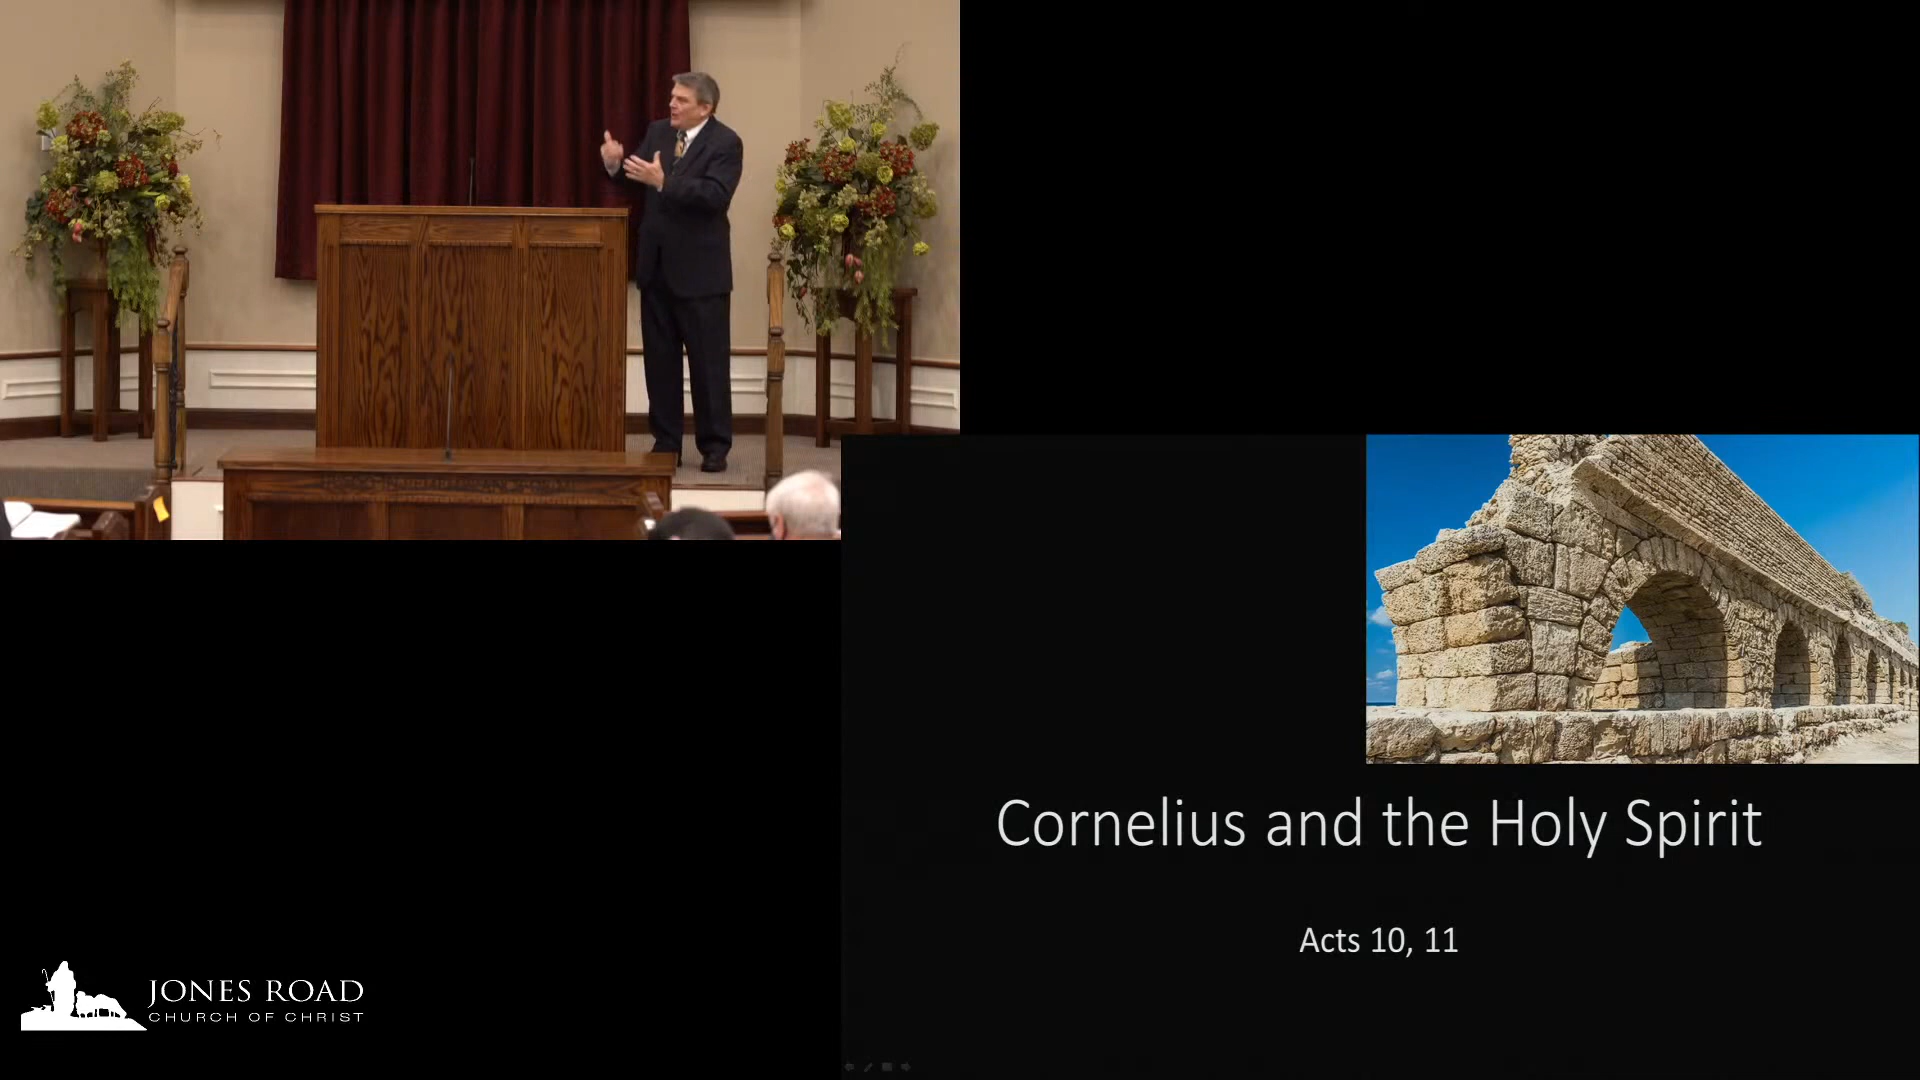 Cornelius and the Holy Spirit
Acts 10, 11
JONES ROAD
CHURCH OF CHRIST